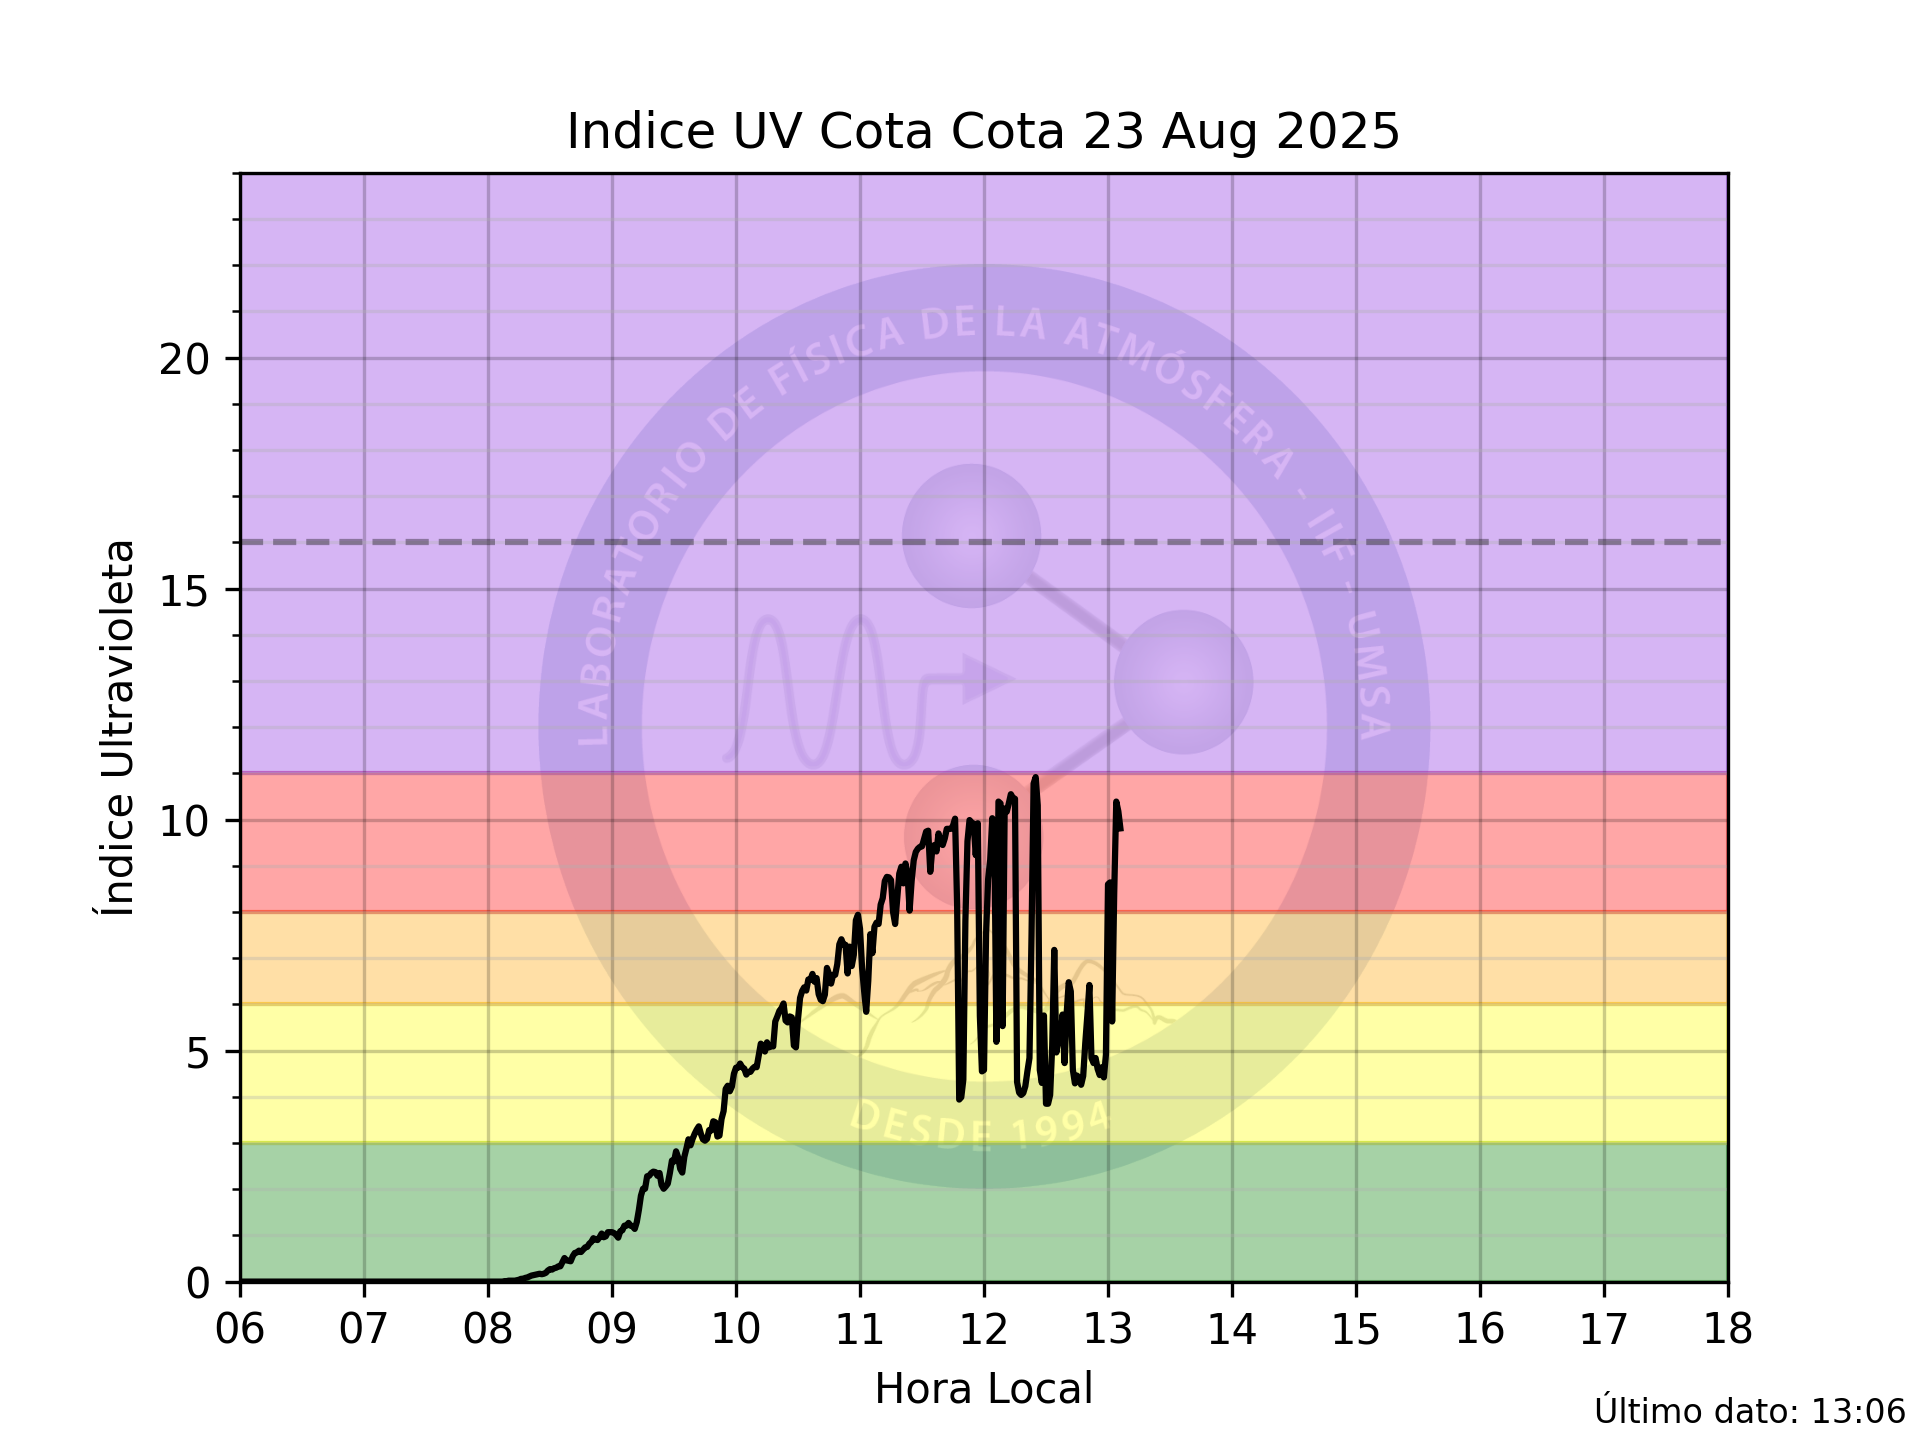 Indice UV Cota Cota 23 Aug 2025
LABORATORIO DE FÍSICA DE LA ATMÓSFERA - IIF - UMSA
DESDE 1994
Índice Ultravioleta
20
15
10
5
0
06 07 08 09 10 11 12 13 14 15 16 17 18
Hora Local
Último dato: 13:06